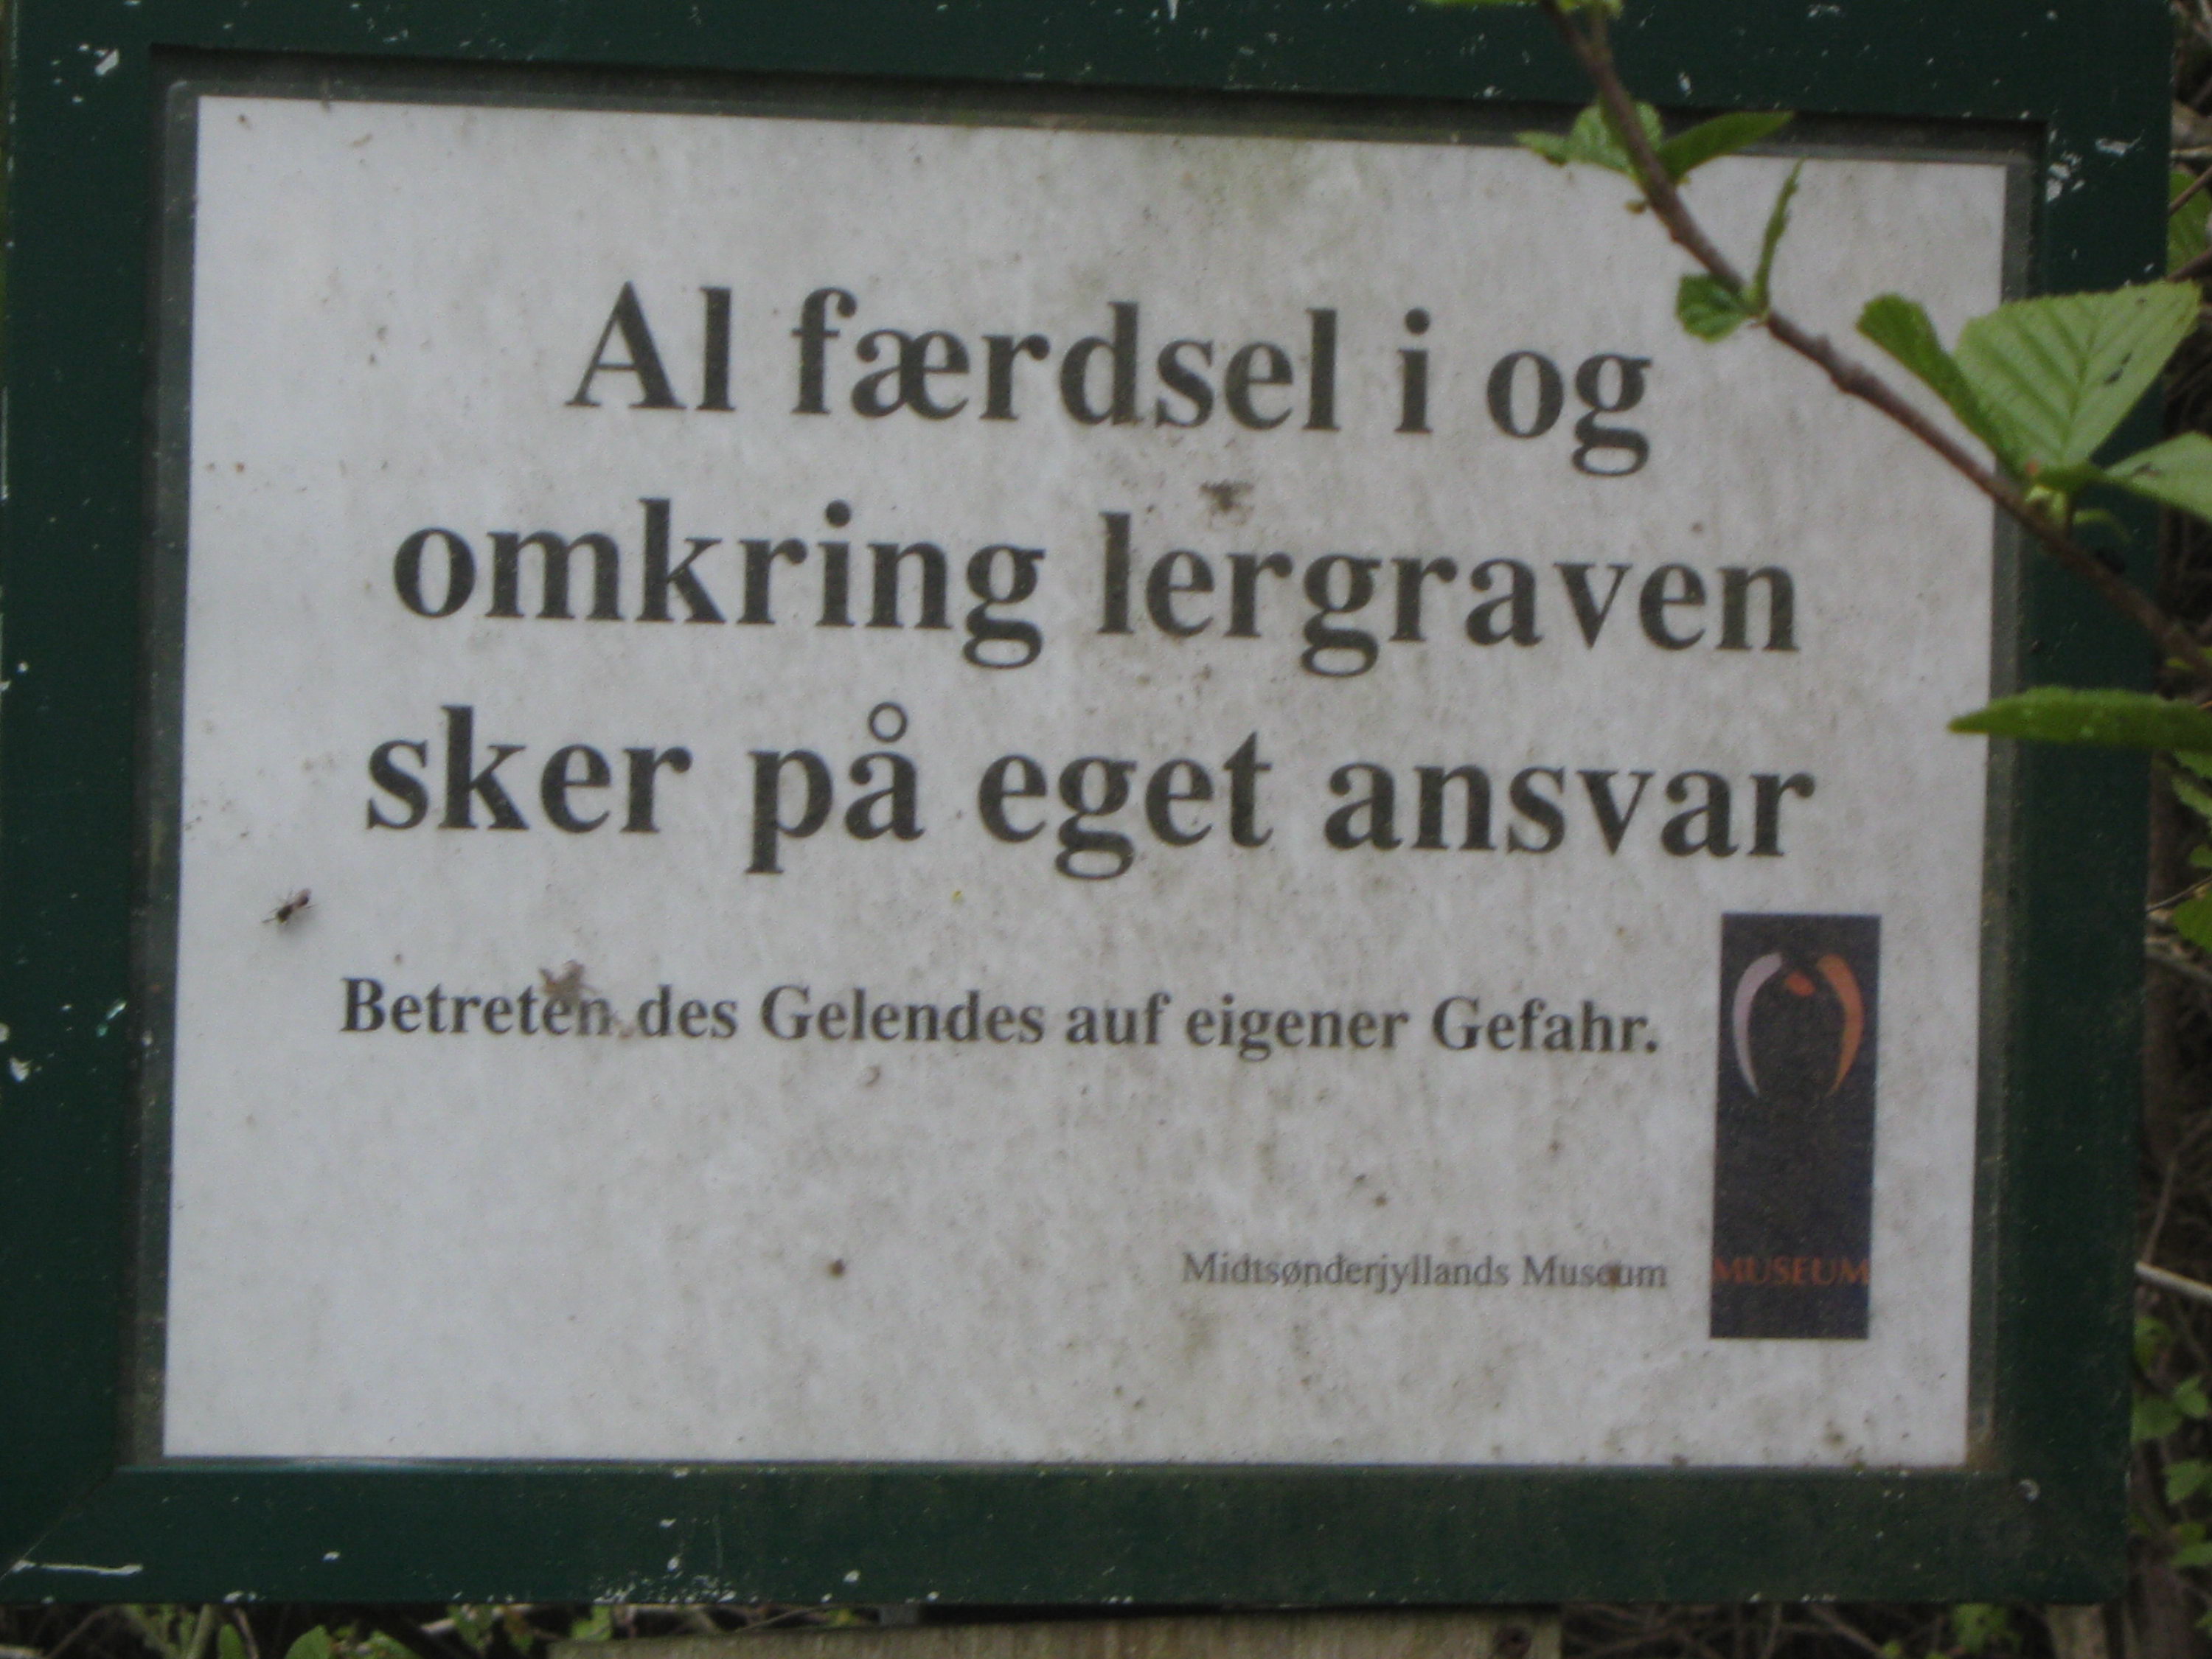 Al færdsel i og
omkring lergraven
sker på eget ansvar
Betreten des Gelendes auf eigener Gefahr.
Midtsønderjyllands Museum
MUSEUM